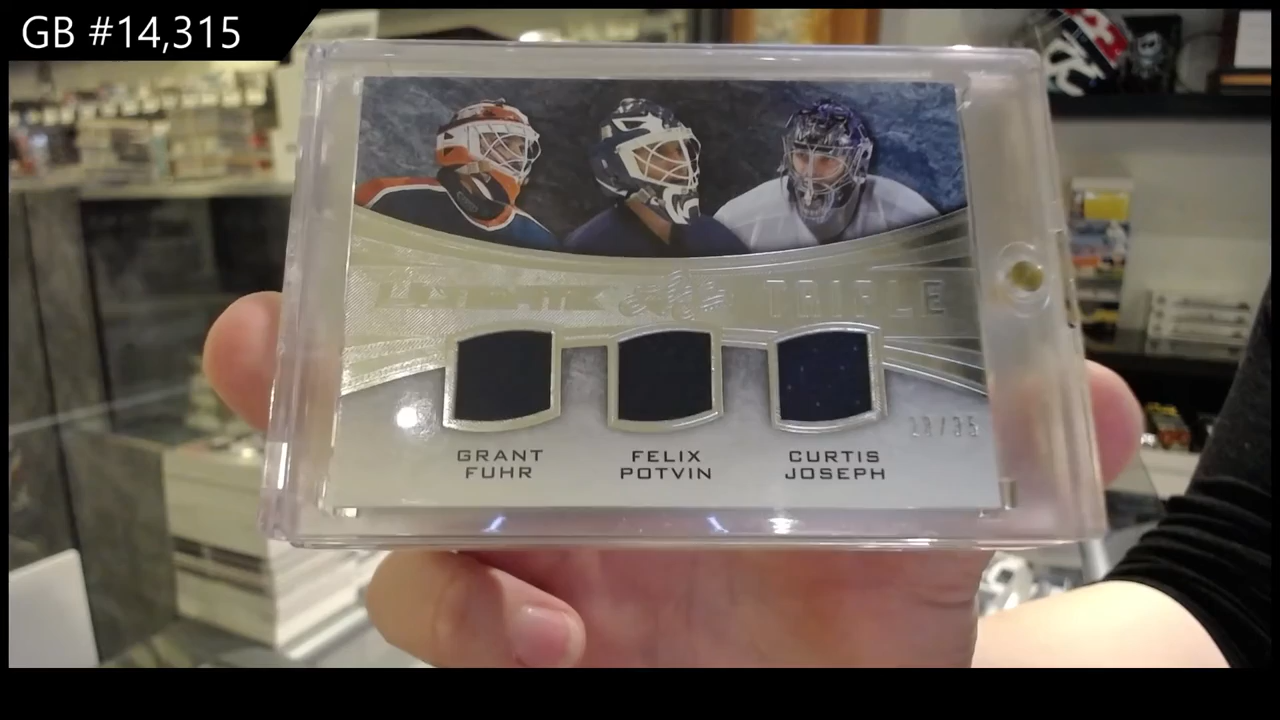 GB #14,315
TRIPLE
GRANT
FUHR
FELIX
POTVIN
CURTIS
JOSEPH